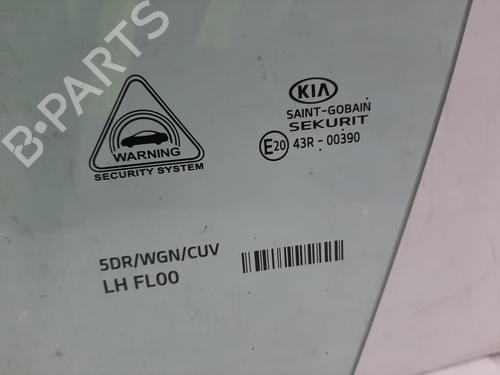 B-PARTS
WARNING
SECURITY SYSTEM
KIA
SAINT-GOBAIN
SEKURIT
E20 43R - 00390
5DR/WGN/CUV
LH FL00